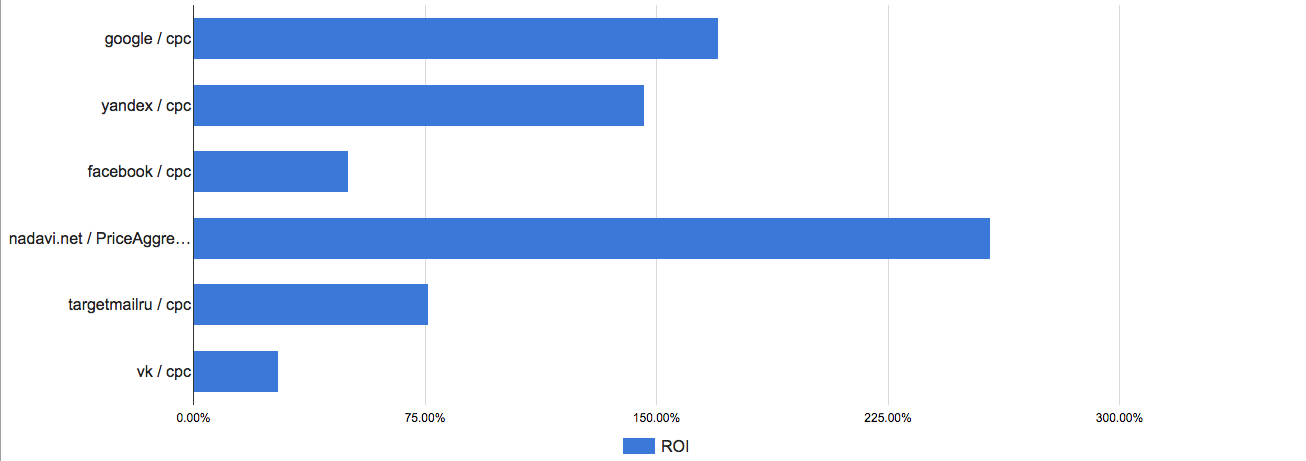 google / cpc
yandex / cpc
facebook / cpc
nadavi.net / PriceAggre…
targetmailru / cpc
vk / cpc
0.00% 75.00% 150.00% 225.00% 300.00%
ROI